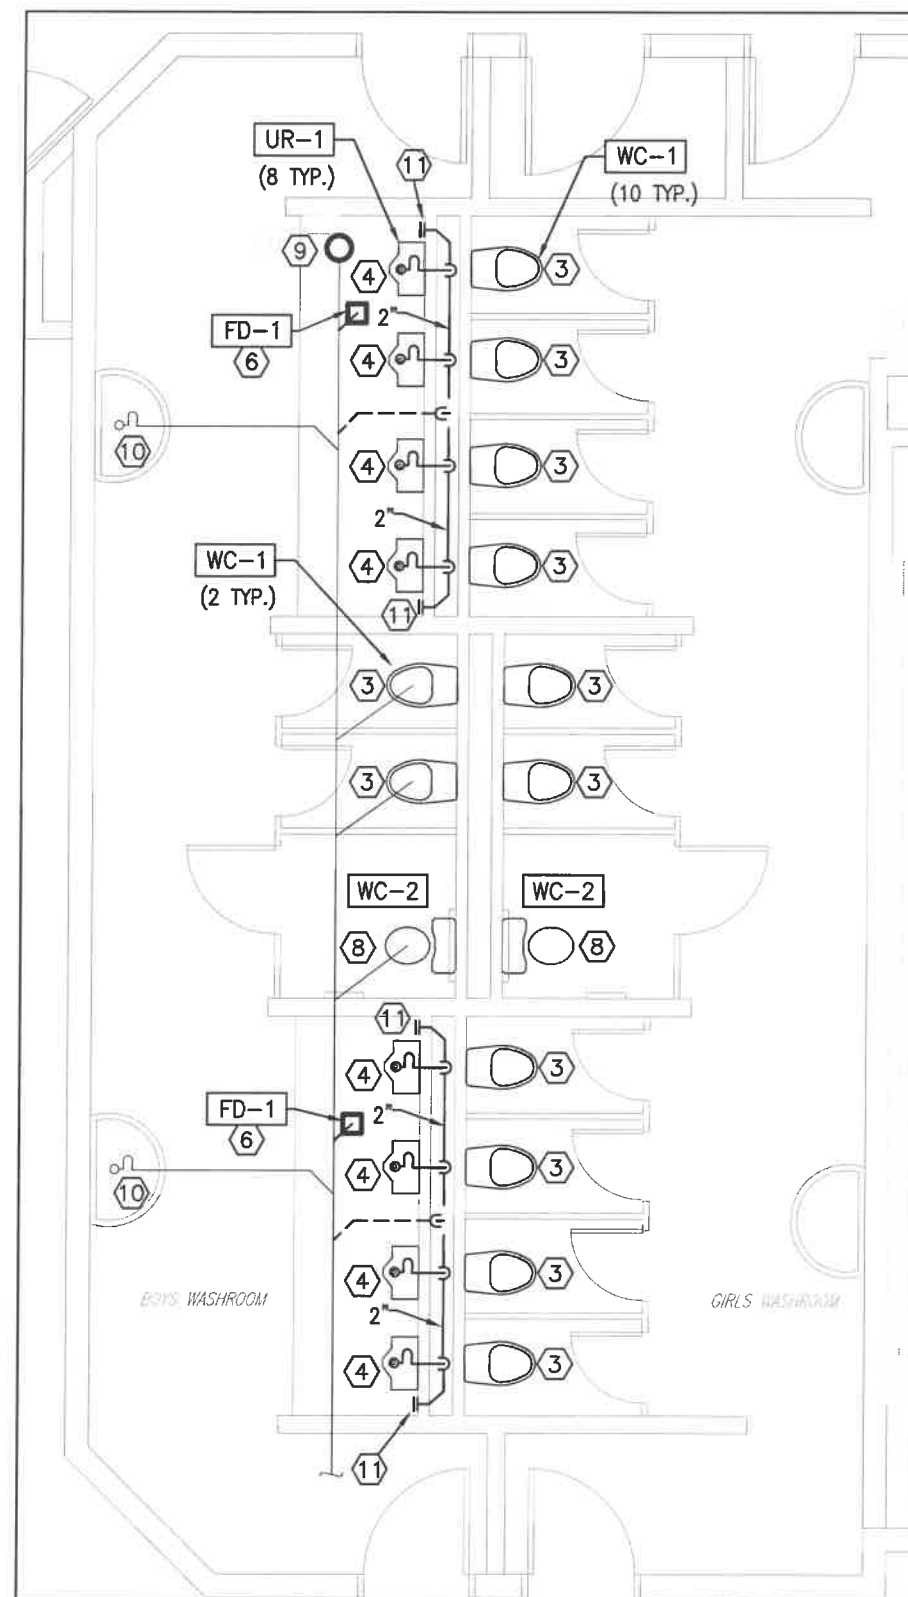 UR-1
(8 TYP.)
11
WC-1
(10 TYP.)
9
4
3
FD-1
6
2"
4
3
10
4
3
2"
WC-1
(2 TYP.)
4
3
11
3
3
3
3
WC-2
WC-2
8
8
11
4
3
FD-1
6
2"
4
3
10
4
3
BOYS WASHROOM
GIRLS WASHROOM
2"
4
3
11